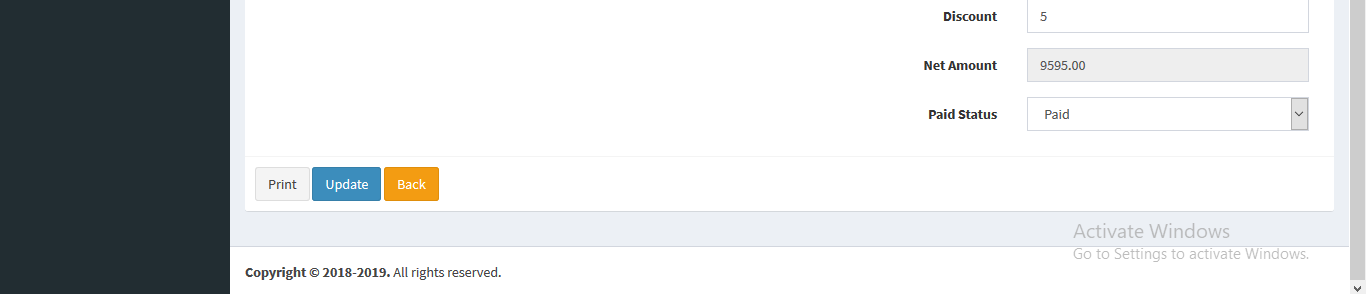 Discount 5
Net Amount 9595.00
Paid Status Paid
Print Update Back
Activate Windows
Go to Settings to activate Windows.
Copyright © 2018-2019. All rights reserved.